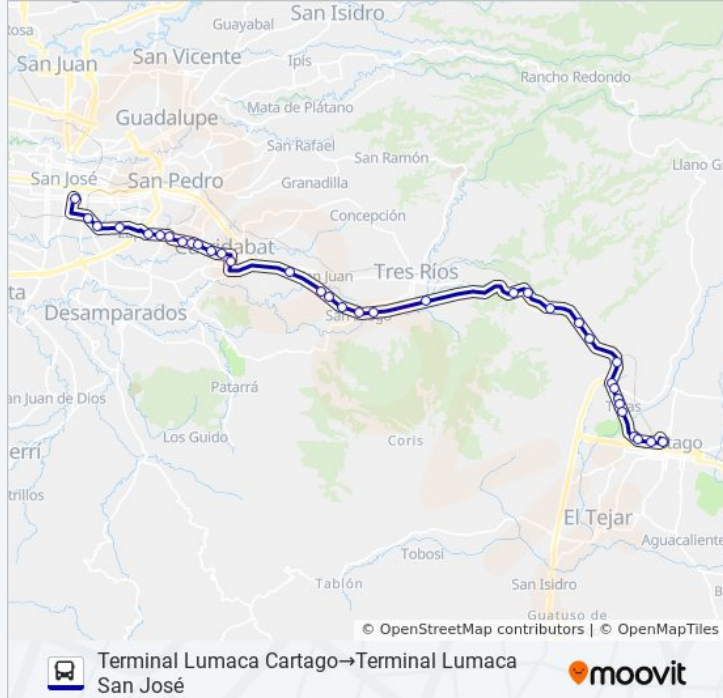 San Isidro
San Juan
San Vicente
Ipís
Rancho Redondo
Mata de Plátano
Guadalupe
San Rafael
San Ramón
Llano G
San José
San Pedro
Granadilla
Concepción
Tres Ríos
Desamparados
Patarrá
an Juan de Dios
Los Guido
Coris
erri
trillos
El Tejar
Aguacaliente
Tobosi
Tablón
San Isidro
Guatuso de
© OpenStreetMap contributors | © OpenMapTiles
Terminal Lumaca Cartago→Terminal Lumaca
San José
moovit